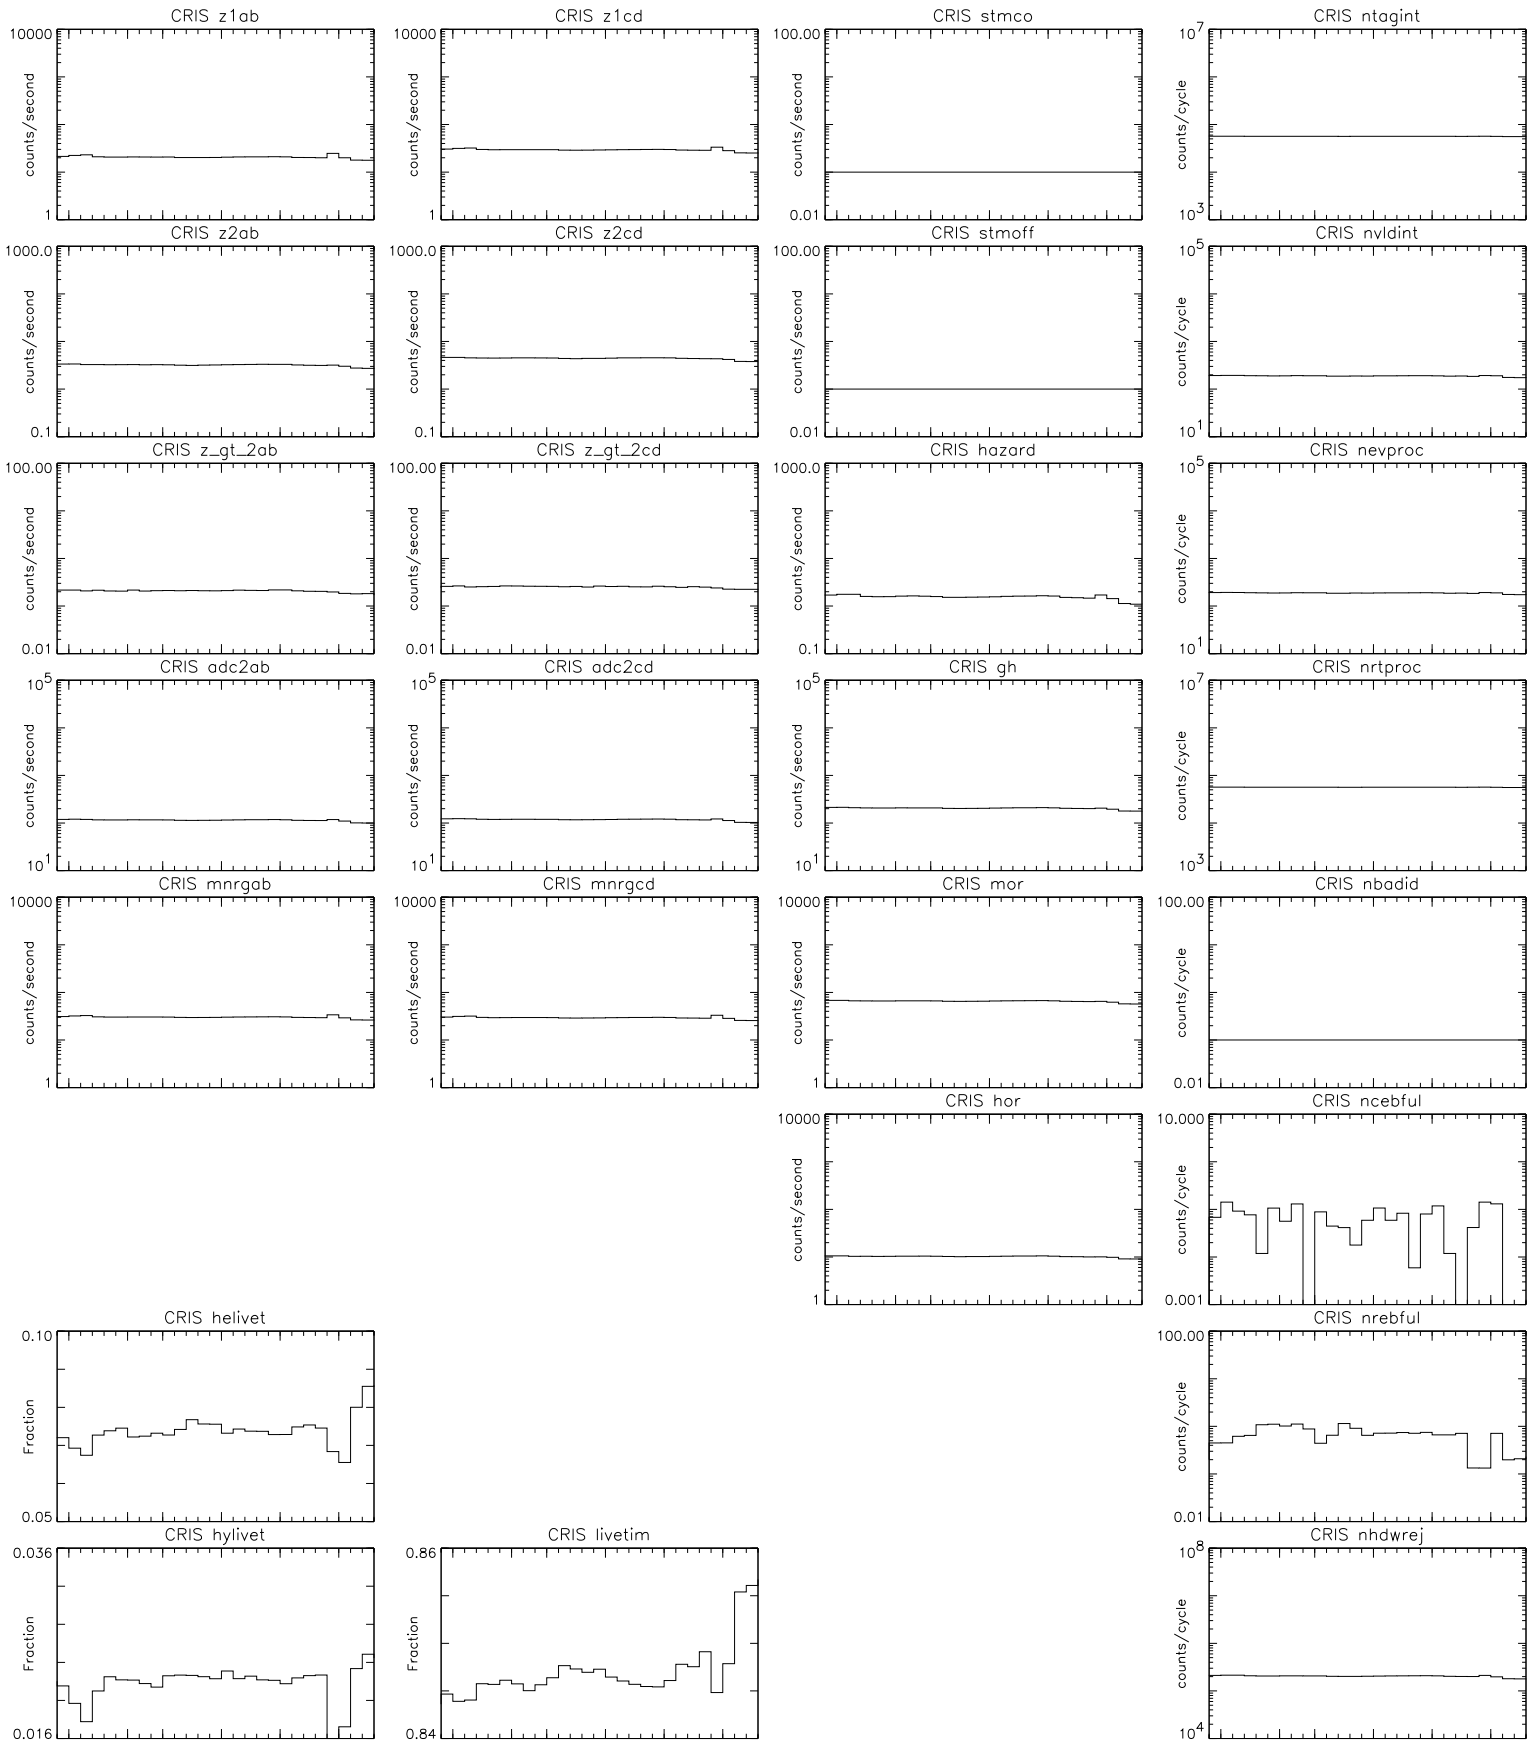 CRIS z1ab
CRIS z1cd
CRIS stmco
CRIS ntagint
10000
counts/second
1
10000
counts/second
1
100.00
counts/second
0.01
10^7
counts/cycle
10^3
CRIS z2ab
CRIS z2cd
CRIS stmoff
CRIS nvldint
1000.0
counts/second
0.1
1000.0
counts/second
0.1
100.00
counts/second
0.01
10^5
counts/cycle
10^1
CRIS z_gt_2ab
CRIS z_gt_2cd
CRIS hazard
CRIS nevproc
100.00
counts/second
0.01
100.00
counts/second
0.01
1000.0
counts/second
0.1
10^5
counts/cycle
10^1
CRIS adc2ab
CRIS adc2cd
CRIS gh
CRIS nrtproc
10^5
counts/second
10^1
10^5
counts/second
10^1
10^5
counts/second
10^1
10^7
counts/cycle
10^3
CRIS mnrgab
CRIS mnrgcd
CRIS mor
CRIS nbadid
10000
counts/second
1
10000
counts/second
1
10000
counts/second
1
100.00
counts/cycle
0.01
CRIS hor
CRIS ncebful
10000
counts/second
1
10.000
counts/cycle
0.001
CRIS helivet
CRIS nrebful
0.10
Fraction
0.05
100.00
counts/cycle
0.01
CRIS hylivet
CRIS livetim
CRIS nhdwrej
0.036
Fraction
0.016
0.86
Fraction
0.84
10^8
counts/cycle
10^4